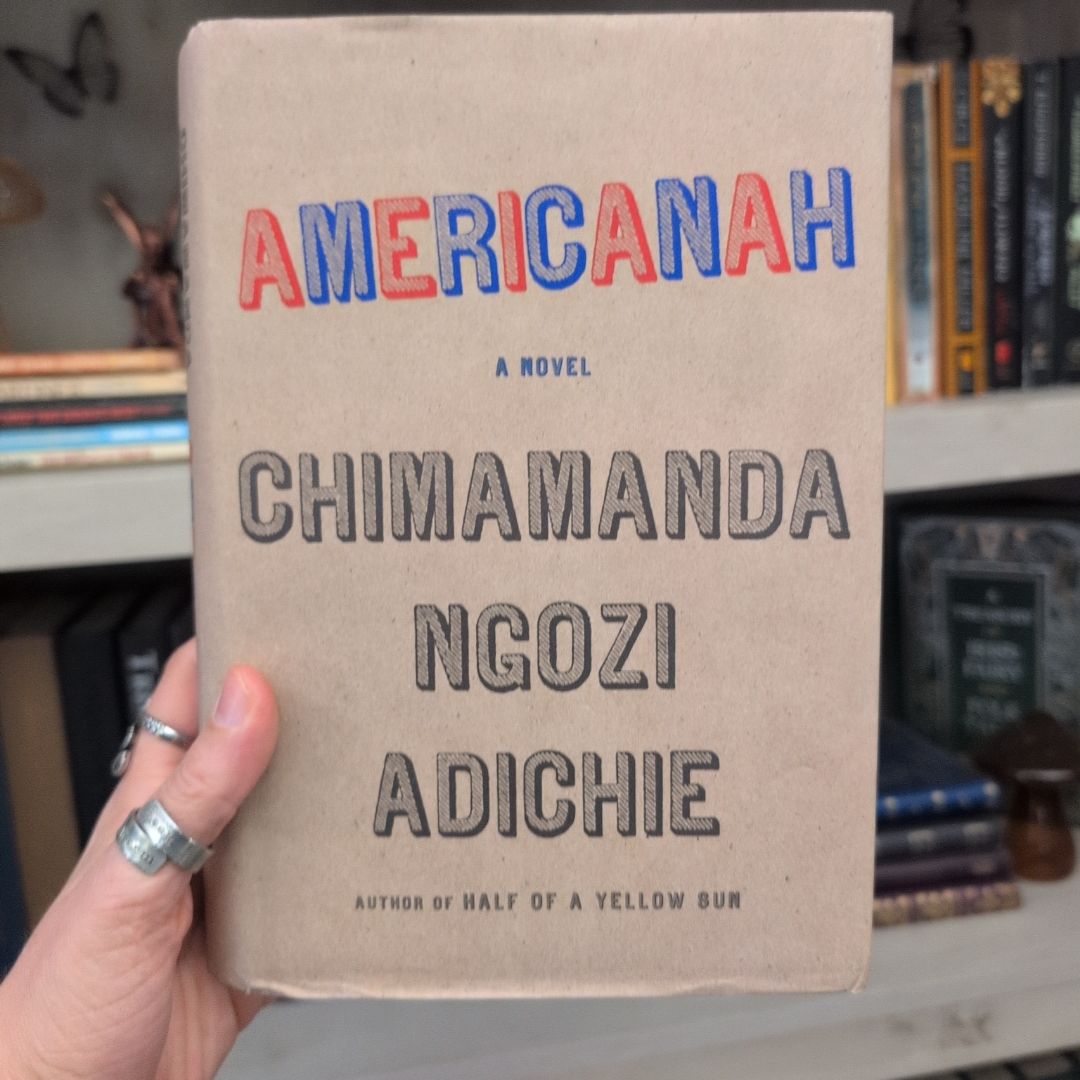 AMERICANAH
A NOVEL
CHIMAMANDA
NGOZI
ADICHIE
AUTHOR OF HALF OF A YELLOW SUN